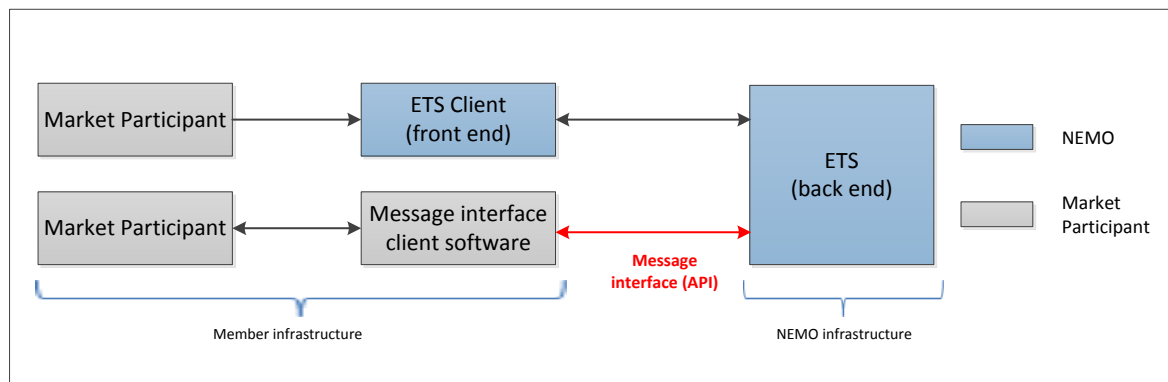 Market Participant
ETS Client
(front end)
ETS
(back end)
NEMO
Market Participant
Message interface
client software
Market
Participant
Message
interface (API)
Member infrastructure
NEMO infrastructure